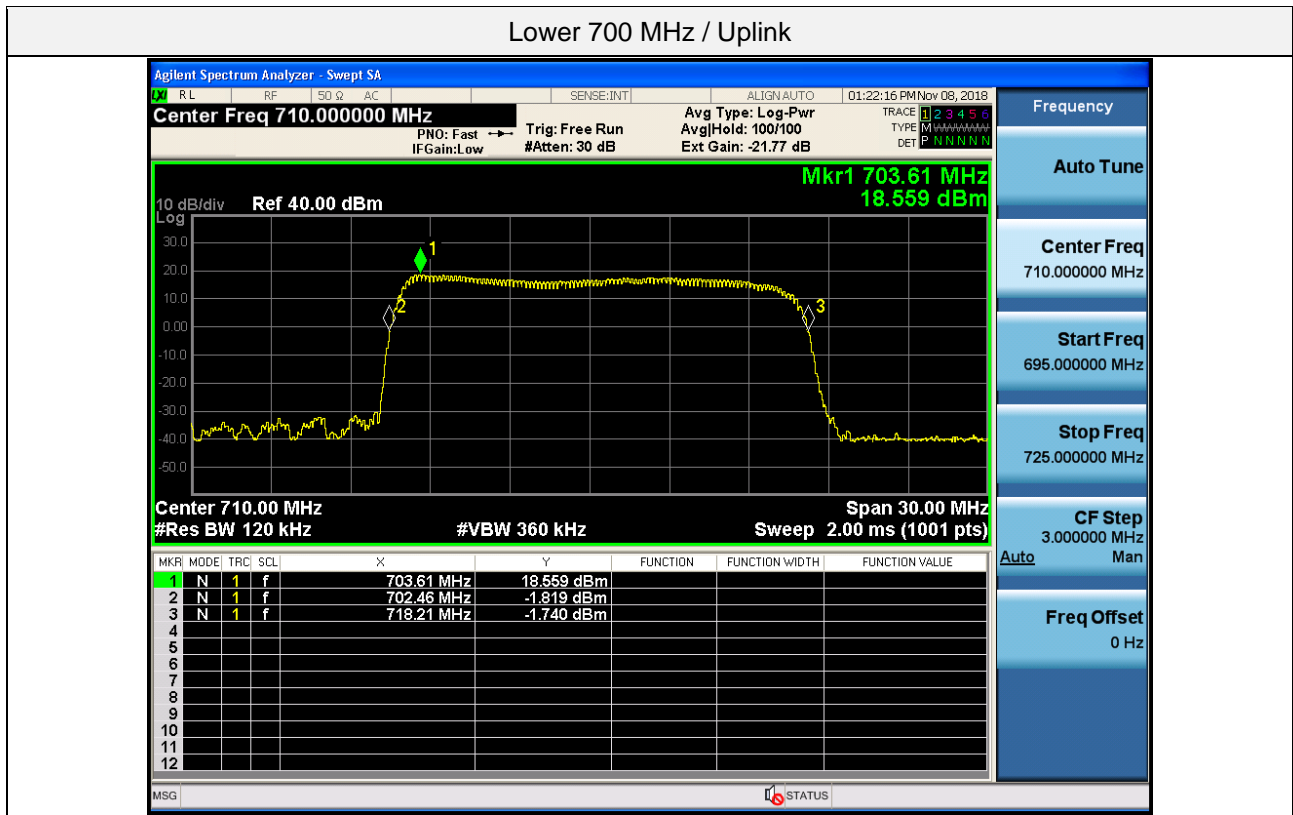 Lower 700 MHz / Uplink
Agilent Spectrum Analyzer - Swept SA
LXI RL RF 50 Ω AC SENSE:INT ALIGN AUTO 01:22:16 PM Nov 08, 2018
Center Freq 710.000000 MHz
PNO: Fast
IFGain:Low
Trig: Free Run
#Atten: 30 dB
Avg Type: Log-Pwr
Avg|Hold: 100/100
Ext Gain: -21.77 dB
TRACE 1 2 3 4 5 6
TYPE M
DET P N N N N N
Mkr1 703.61 MHz
18.559 dBm
10 dB/div Ref 40.00 dBm
Log
30.0
20.0
10.0
0.00
-10.0
-20.0
-30.0
-40.0
-50.0
1
2
3
Center 710.00 MHz Span 30.00 MHz
#Res BW 120 kHz #VBW 360 kHz Sweep 2.00 ms (1001 pts)
MKR MODE TRC SCL X Y FUNCTION FUNCTION WIDTH FUNCTION VALUE
1 N 1 f 703.61 MHz 18.559 dBm
2 N 1 f 702.46 MHz -1.819 dBm
3 N 1 f 718.21 MHz -1.740 dBm
4
5
6
7
8
9
10
11
12
MSG STATUS
Frequency
Auto Tune
Center Freq
710.000000 MHz
Start Freq
695.000000 MHz
Stop Freq
725.000000 MHz
CF Step
3.000000 MHz
Auto Man
Freq Offset
0 Hz